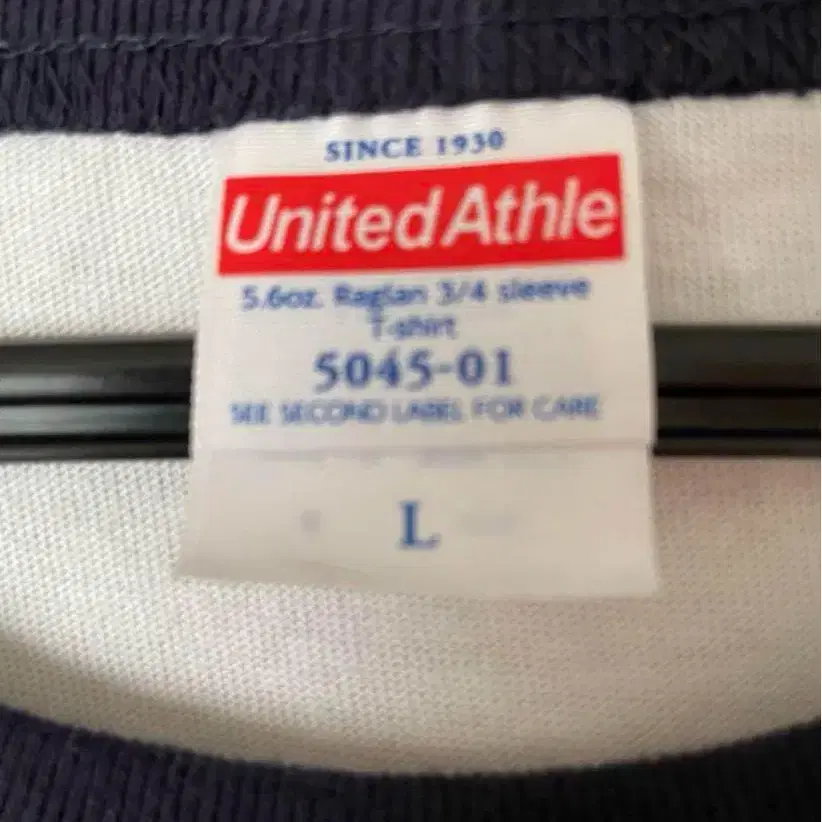 SINCE 1930
United Athle
5.6oz. Raglan 3/4 sleeve
T-shirt
5045-01
SEE SECOND LABEL FOR CARE
L